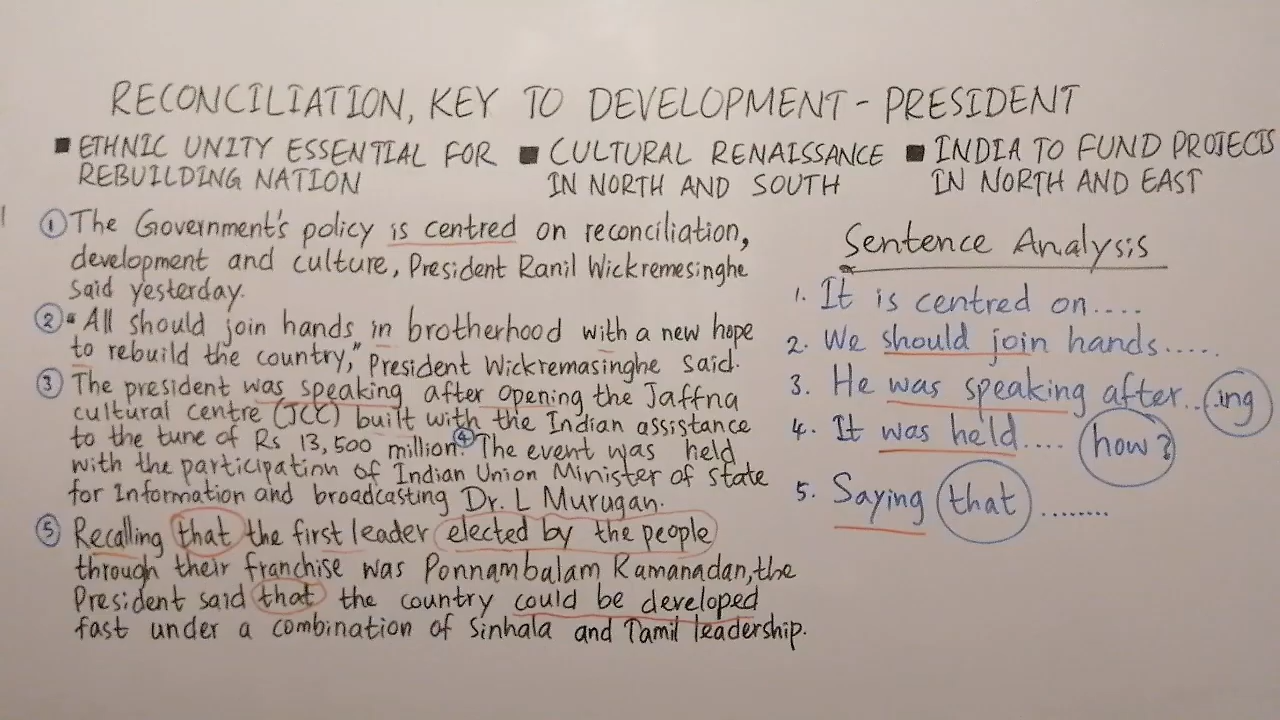 RECONCILIATION, KEY TO DEVELOPMENT - PRESIDENT
■ ETHNIC UNITY ESSENTIAL FOR
REBUILDING NATION
■ CULTURAL RENAISSANCE
IN NORTH AND SOUTH
■ INDIA TO FUND PROJECTS
IN NORTH AND EAST
① The Government's policy is centred on reconciliation,
development and culture, President Ranil Wickremesinghe
said yesterday.
② "All should join hands in brotherhood with a new hope
to rebuild the country," President Wickremasinghe said.
③ The president was speaking after opening the Jaffna
cultural centre (JCC) built with the Indian assistance
to the tune of Rs 13,500 million. ④ The event was held
with the participation of Indian Union Minister of state
for Information and broadcasting Dr. L Murugan.
⑤ Recalling that the first leader elected by the people
through their franchise was Ponnambalam Ramanadan, the
President said that the country could be developed
fast under a combination of Sinhala and Tamil leadership.
Sentence Analysis
1. It is centred on....
2. We should join hands.....
3. He was speaking after..ing
4. It was held.... how?
5. Saying that ........